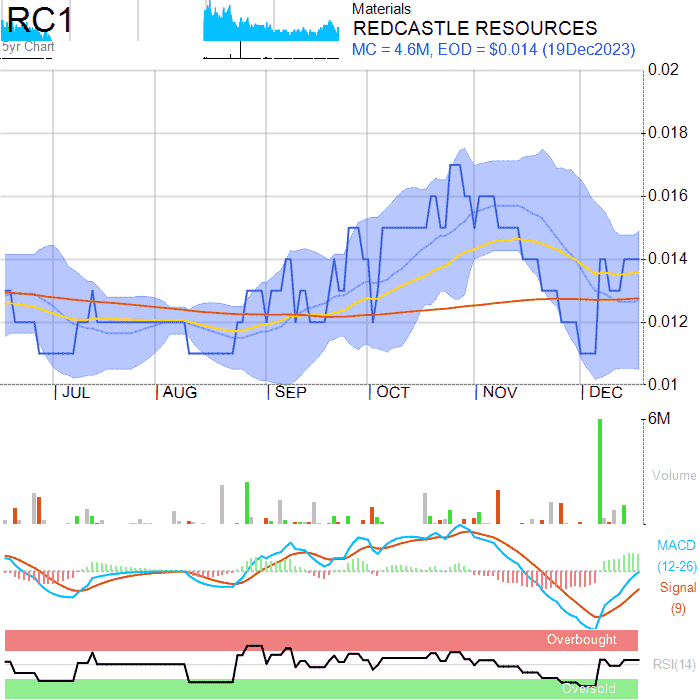 RC1
5yr Chart
Materials
REDCASTLE RESOURCES
MC = 4.6M, EOD = $0.014 (19Dec2023)
0.02
0.018
0.016
0.014
0.012
0.01
JUL AUG SEP OCT NOV DEC
6M
Volume
MACD
(12-26)
Signal
(9)
Overbought
RSI(14)
Oversold